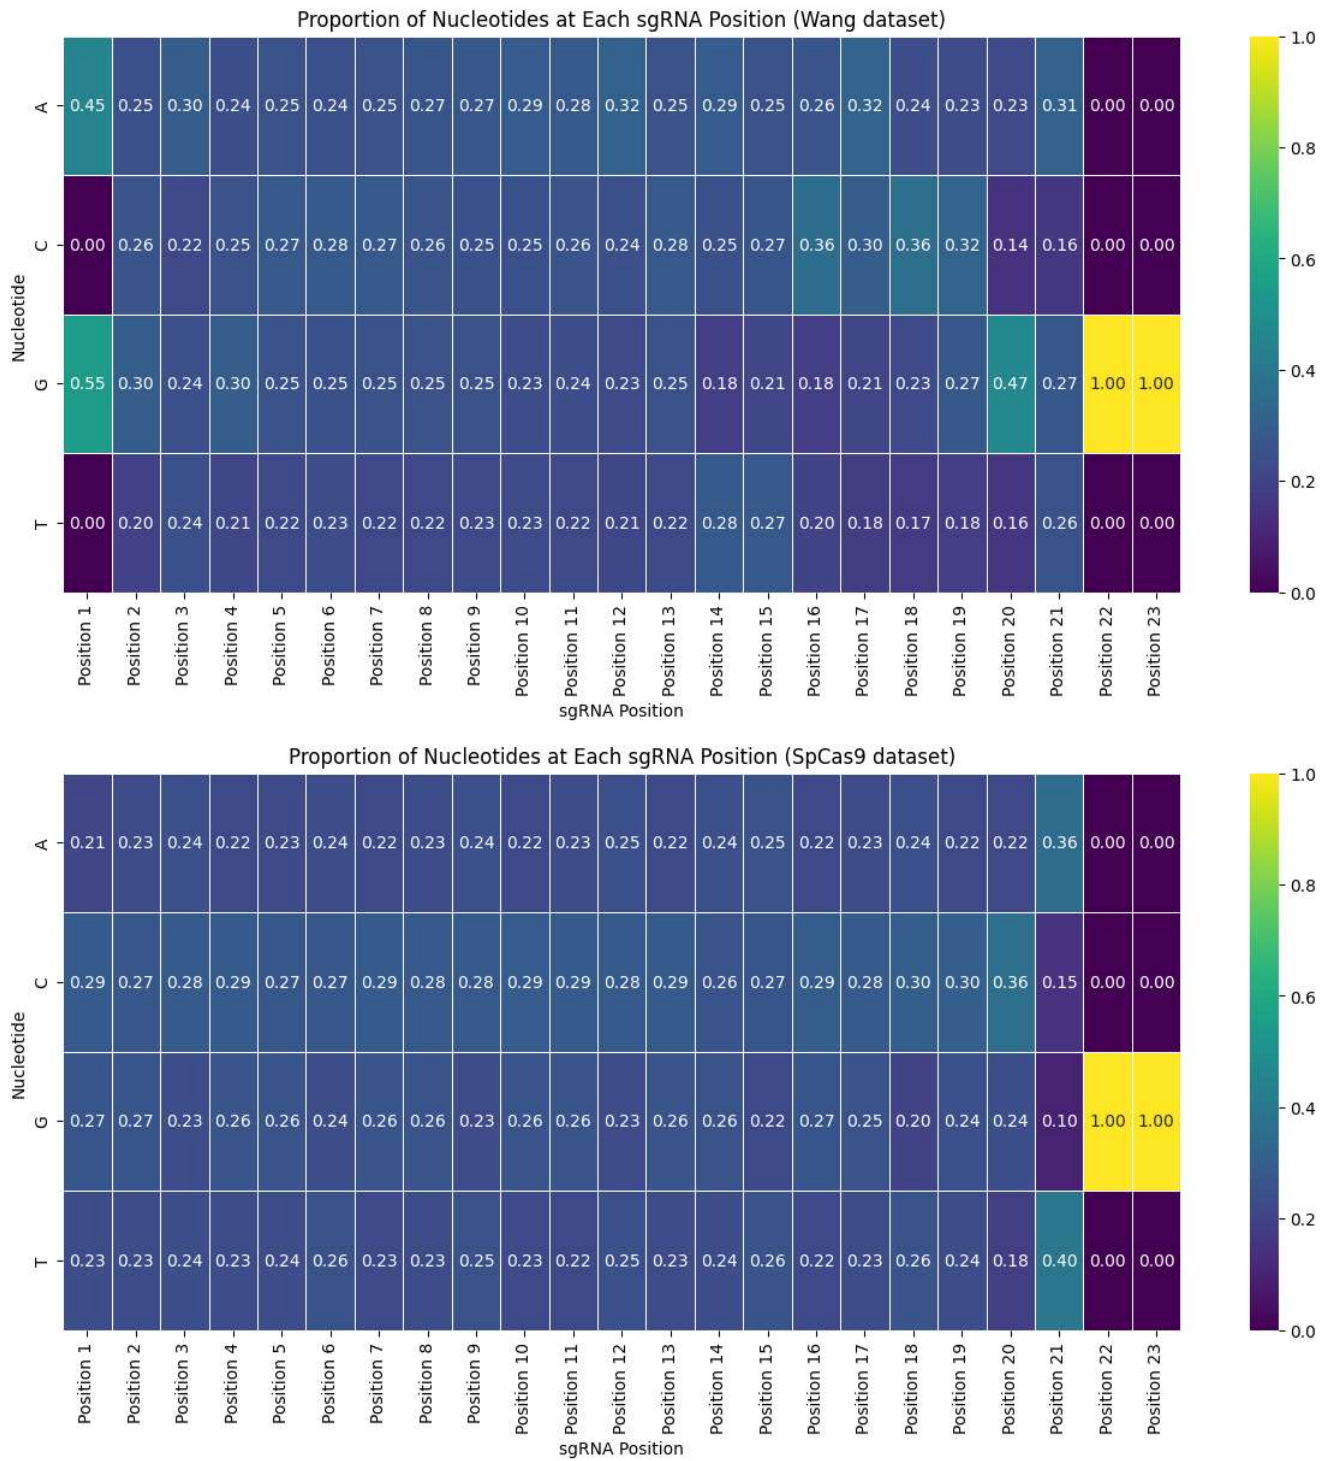 Proportion of Nucleotides at Each sgRNA Position (Wang dataset)
A 0.45 0.25 0.30 0.24 0.25 0.24 0.25 0.27 0.27 0.29 0.28 0.32 0.25 0.29 0.25 0.26 0.32 0.24 0.23 0.23 0.31 0.00 0.00
C 0.00 0.26 0.22 0.25 0.27 0.28 0.27 0.26 0.25 0.25 0.26 0.24 0.28 0.25 0.27 0.36 0.30 0.36 0.32 0.14 0.16 0.00 0.00
G 0.55 0.30 0.24 0.30 0.25 0.25 0.25 0.25 0.25 0.23 0.24 0.23 0.25 0.18 0.21 0.18 0.21 0.23 0.27 0.47 0.27 1.00 1.00
T 0.00 0.20 0.24 0.21 0.22 0.23 0.22 0.22 0.23 0.23 0.22 0.21 0.22 0.28 0.27 0.20 0.18 0.17 0.18 0.16 0.26 0.00 0.00
Nucleotide
Position 1 Position 2 Position 3 Position 4 Position 5 Position 6 Position 7 Position 8 Position 9 Position 10 Position 11 Position 12 Position 13 Position 14 Position 15 Position 16 Position 17 Position 18 Position 19 Position 20 Position 21 Position 22 Position 23
sgRNA Position
1.0
0.8
0.6
0.4
0.2
0.0
Proportion of Nucleotides at Each sgRNA Position (SpCas9 dataset)
A 0.21 0.23 0.24 0.22 0.23 0.24 0.22 0.23 0.24 0.22 0.23 0.25 0.22 0.24 0.25 0.22 0.23 0.24 0.22 0.22 0.36 0.00 0.00
C 0.29 0.27 0.28 0.29 0.27 0.27 0.29 0.28 0.28 0.29 0.29 0.28 0.29 0.26 0.27 0.29 0.28 0.30 0.30 0.36 0.15 0.00 0.00
G 0.27 0.27 0.23 0.26 0.26 0.24 0.26 0.26 0.23 0.26 0.26 0.23 0.26 0.26 0.22 0.27 0.25 0.20 0.24 0.24 0.10 1.00 1.00
T 0.23 0.23 0.24 0.23 0.24 0.26 0.23 0.23 0.25 0.23 0.22 0.25 0.23 0.24 0.26 0.22 0.23 0.26 0.24 0.18 0.40 0.00 0.00
Nucleotide
Position 1 Position 2 Position 3 Position 4 Position 5 Position 6 Position 7 Position 8 Position 9 Position 10 Position 11 Position 12 Position 13 Position 14 Position 15 Position 16 Position 17 Position 18 Position 19 Position 20 Position 21 Position 22 Position 23
sgRNA Position
1.0
0.8
0.6
0.4
0.2
0.0